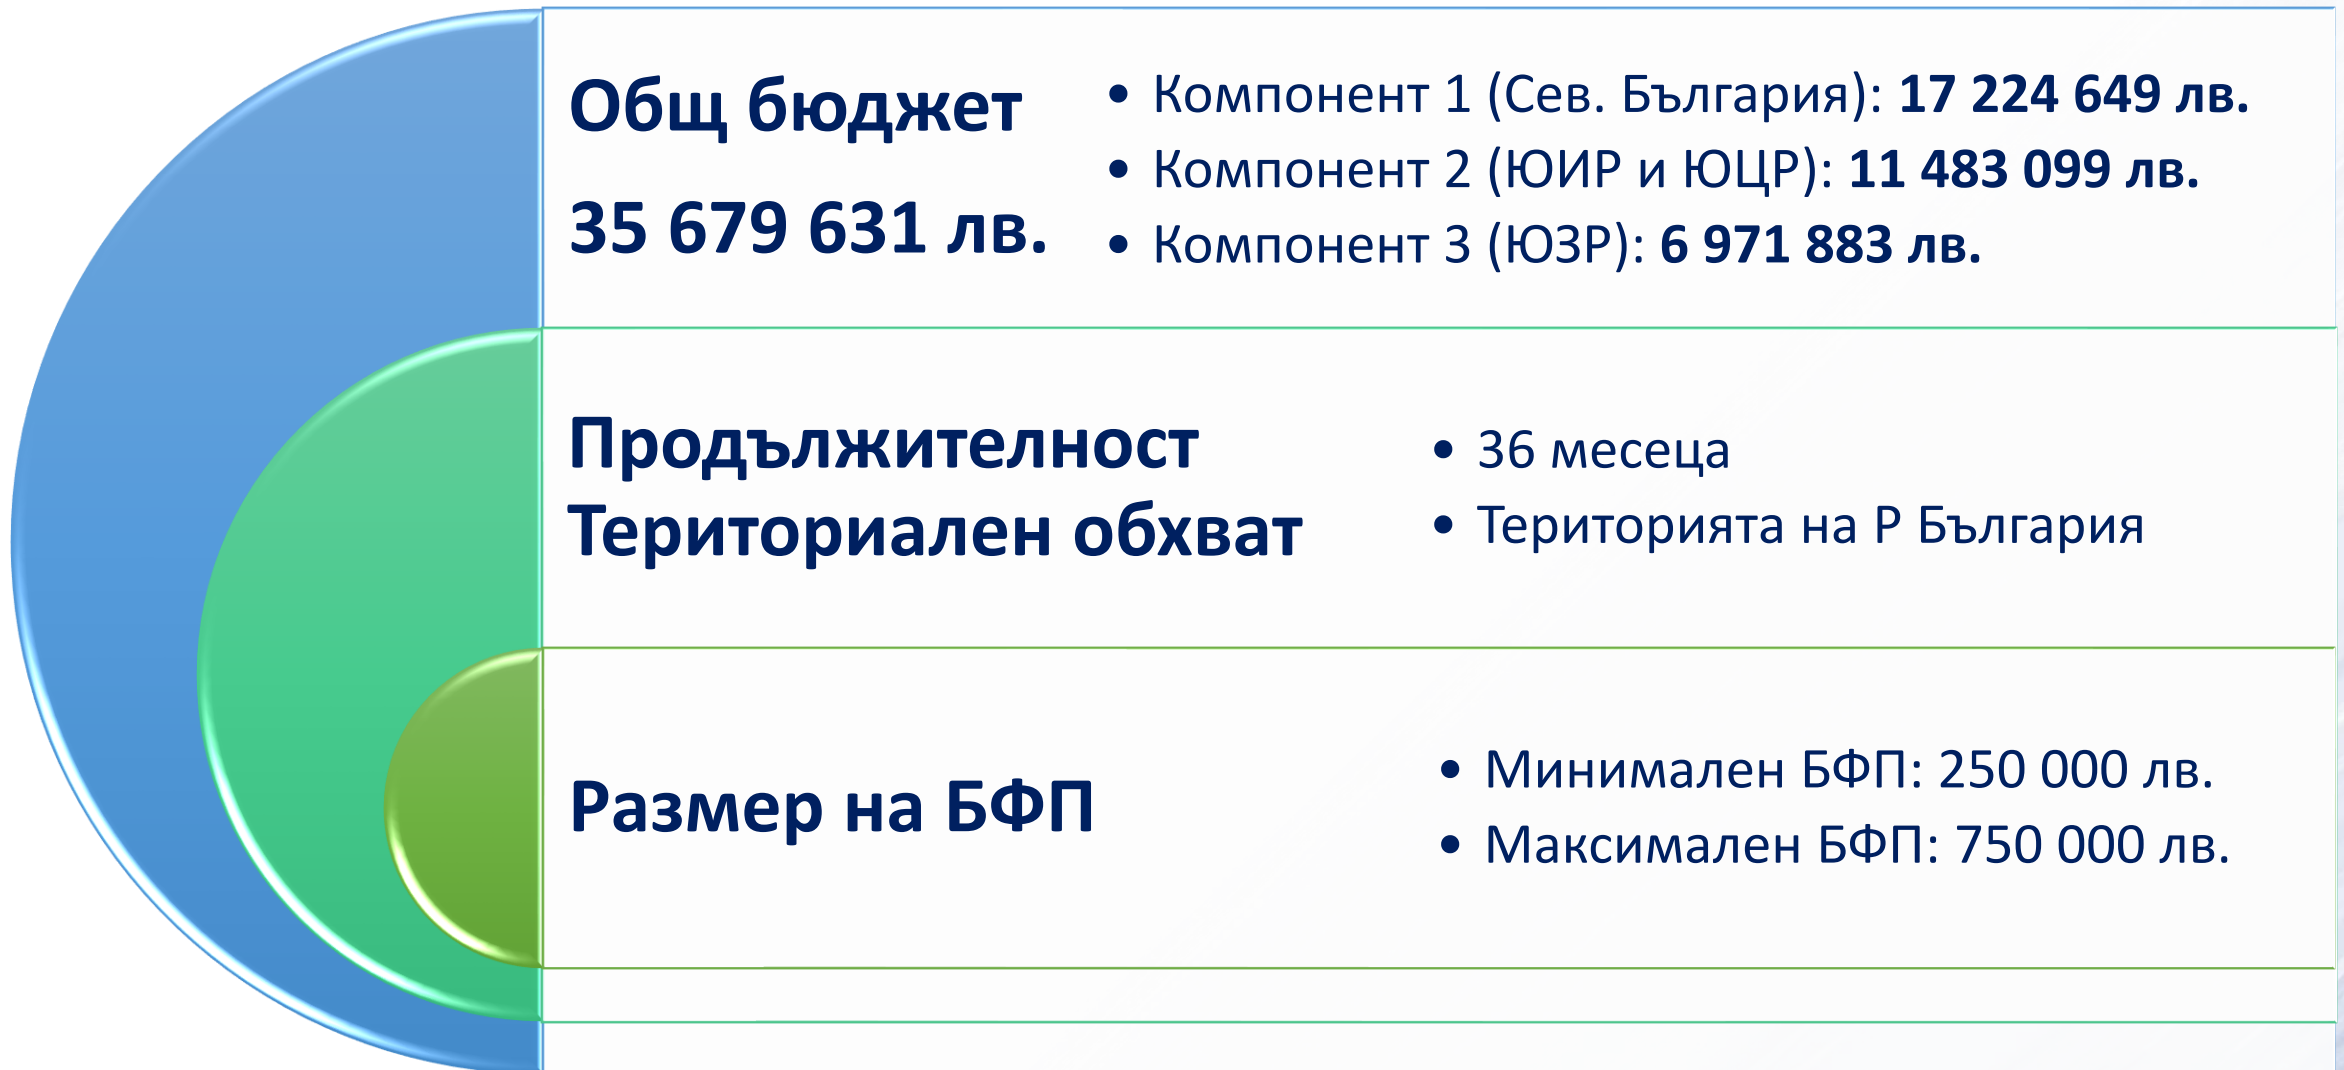 Общ бюджет
35 679 631 лв.
• Компонент 1 (Сев. България): 17 224 649 лв.
• Компонент 2 (ЮИР и ЮЦР): 11 483 099 лв.
• Компонент 3 (ЮЗР): 6 971 883 лв.
Продължителност
Териториален обхват
• 36 месеца
• Територията на Р България
Размер на БФП
• Минимален БФП: 250 000 лв.
• Максимален БФП: 750 000 лв.